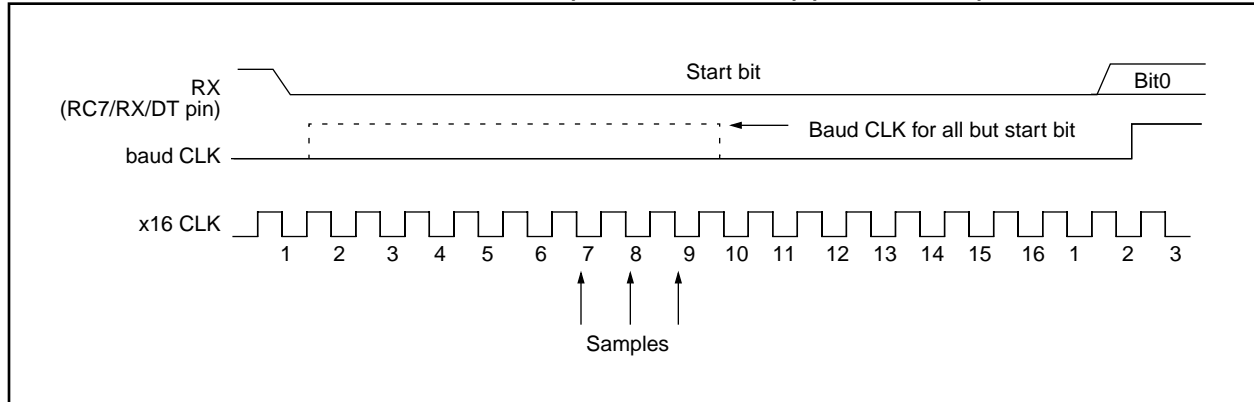 Start bit
Bit0
RX
(RC7/RX/DT pin)
Baud CLK for all but start bit
baud CLK
x16 CLK
1 2 3 4 5 6 7 8 9 10 11 12 13 14 15 16 1 2 3
Samples